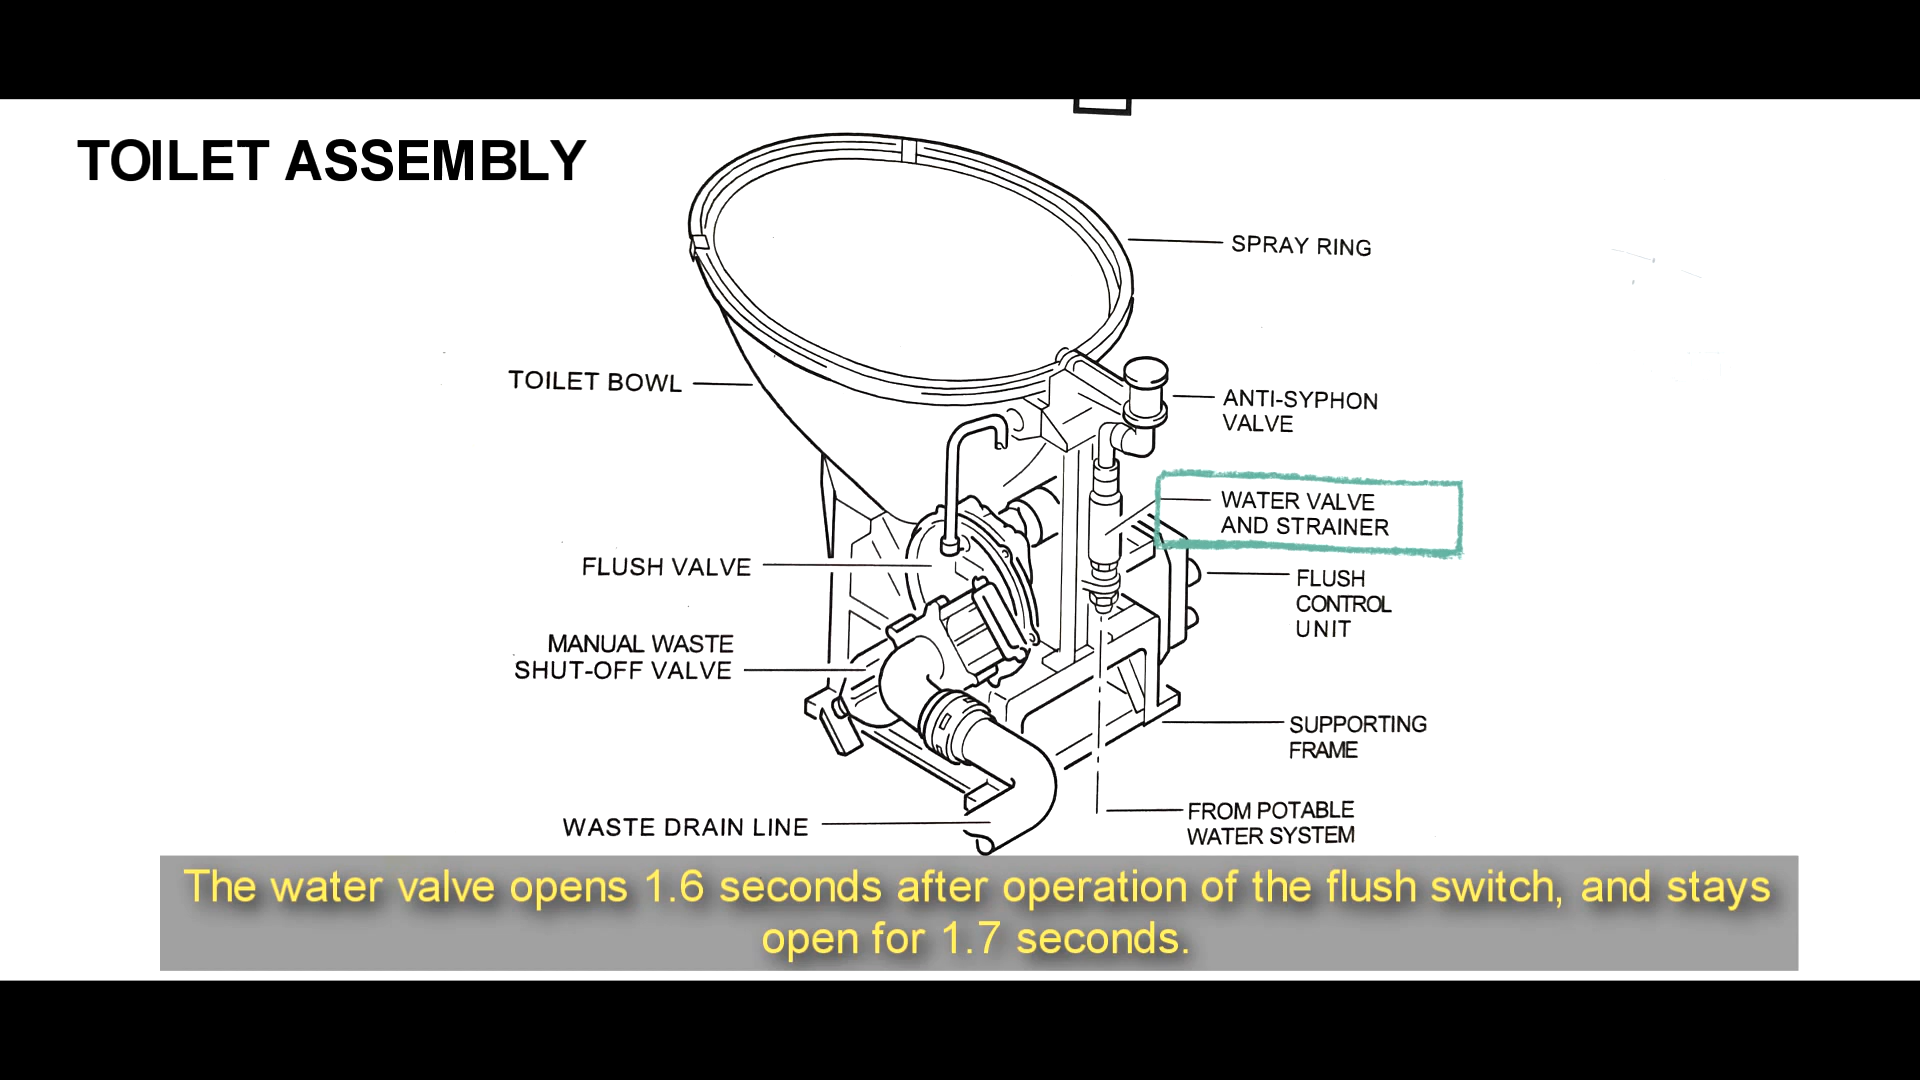 TOILET ASSEMBLY
SPRAY RING
TOILET BOWL
ANTI-SYPHON
VALVE
WATER VALVE
AND STRAINER
FLUSH VALVE
FLUSH
CONTROL
UNIT
MANUAL WASTE
SHUT-OFF VALVE
SUPPORTING
FRAME
FROM POTABLE
WATER SYSTEM
WASTE DRAIN LINE
The water valve opens 1.6 seconds after operation of the flush switch, and stays
open for 1.7 seconds.